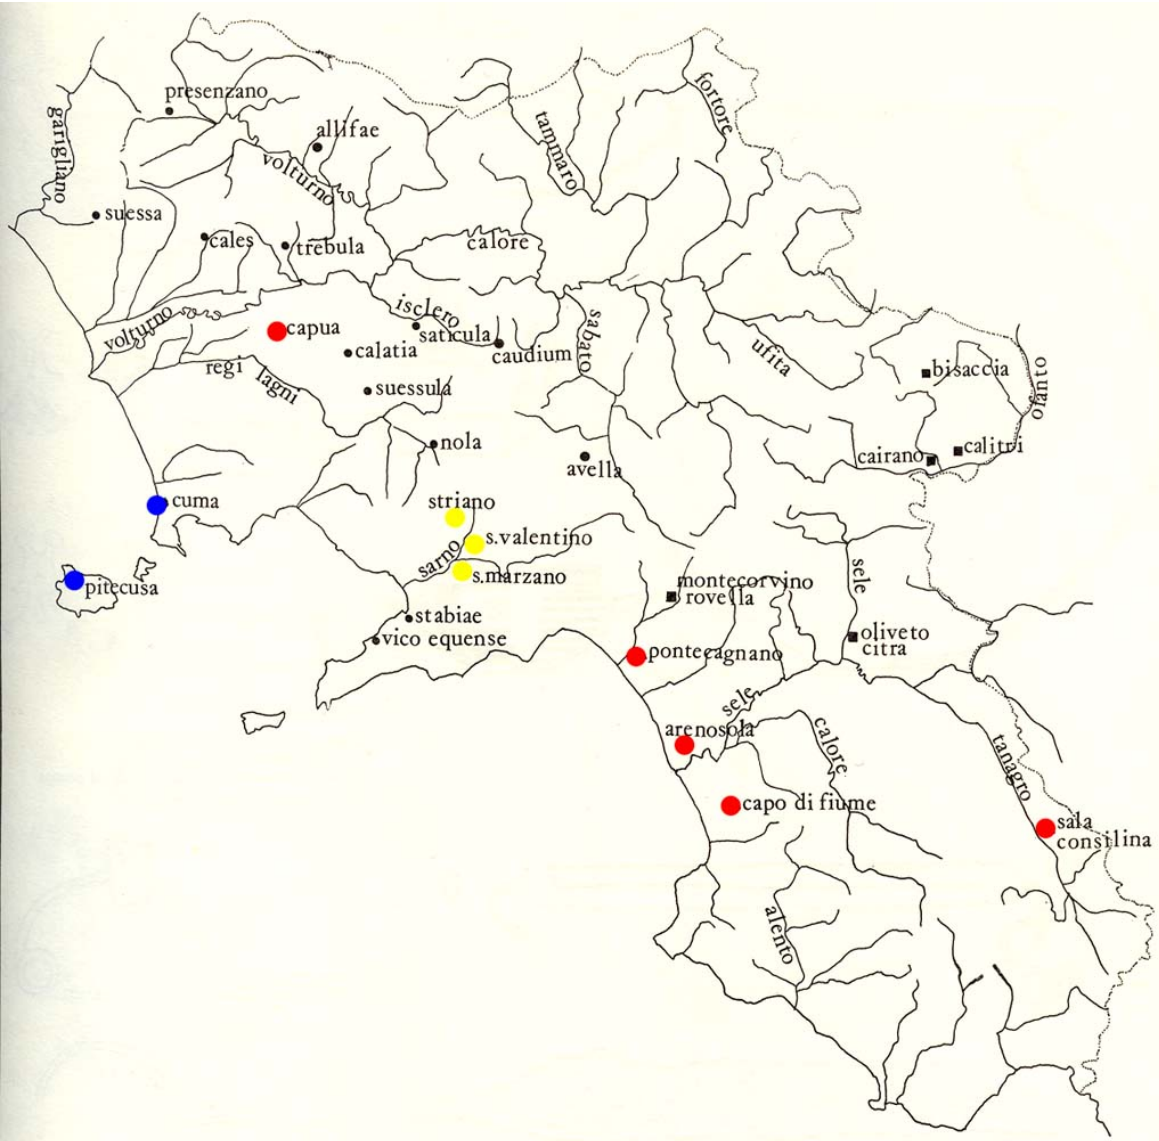 presenzano
fortore
garigliano
allifae
tammaro
volturno
suessa
cales
trebula
calore
volturno
capua
isclero
saticula
calatia
caudium
sabato
ufita
regi
lagni
suessula
bisaccia
ofanto
nola
avella
cairano
calitri
cuma
striano
s.valentino
sarno
s.marzano
pitecusa
sele
montecorvino
rovella
stabiae
vico equense
oliveto
citra
pontecagnano
sele
arenosola
calore
tanagro
capo di fiume
sala
consilina
alento